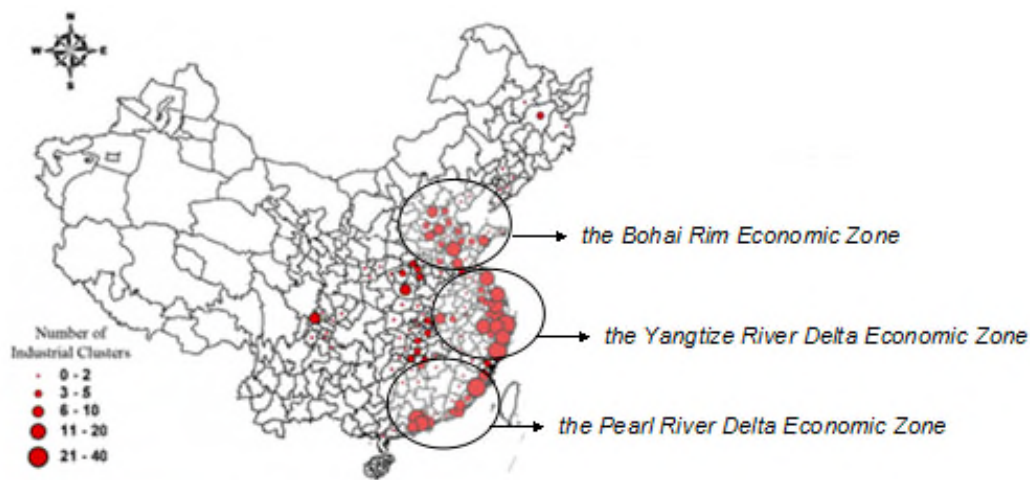 N
W E
S
the Bohai Rim Economic Zone
the Yangtize River Delta Economic Zone
the Pearl River Delta Economic Zone
Number of
Industrial Clusters
0 - 2
3 - 5
6 - 10
11 - 20
21 - 40